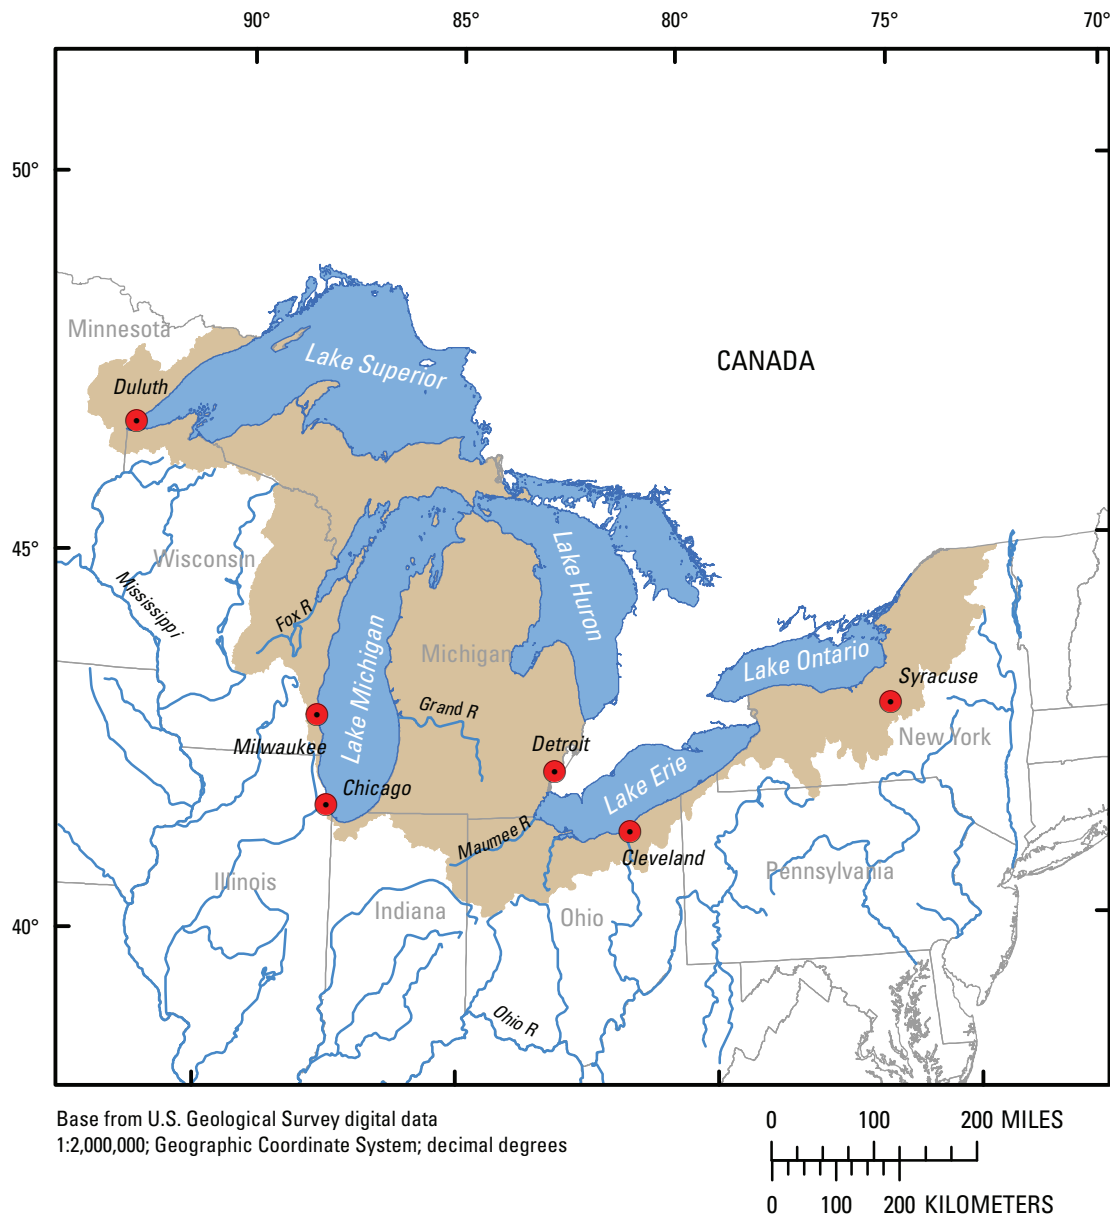 90°
85°
80°
75°
70°
50°
Minnesota
Lake Superior
CANADA
Duluth
45°
Wisconsin
Mississippi
Lake Huron
Fox R
Michigan
Lake Michigan
Lake Ontario
Syracuse
Grand R
New York
Milwaukee
Detroit
Chicago
Lake Erie
Maumee R
Cleveland
Pennsylvania
Illinois
Indiana
Ohio
40°
Ohio R
Base from U.S. Geological Survey digital data
1:2,000,000; Geographic Coordinate System; decimal degrees
0 100 200 MILES
0 100 200 KILOMETERS